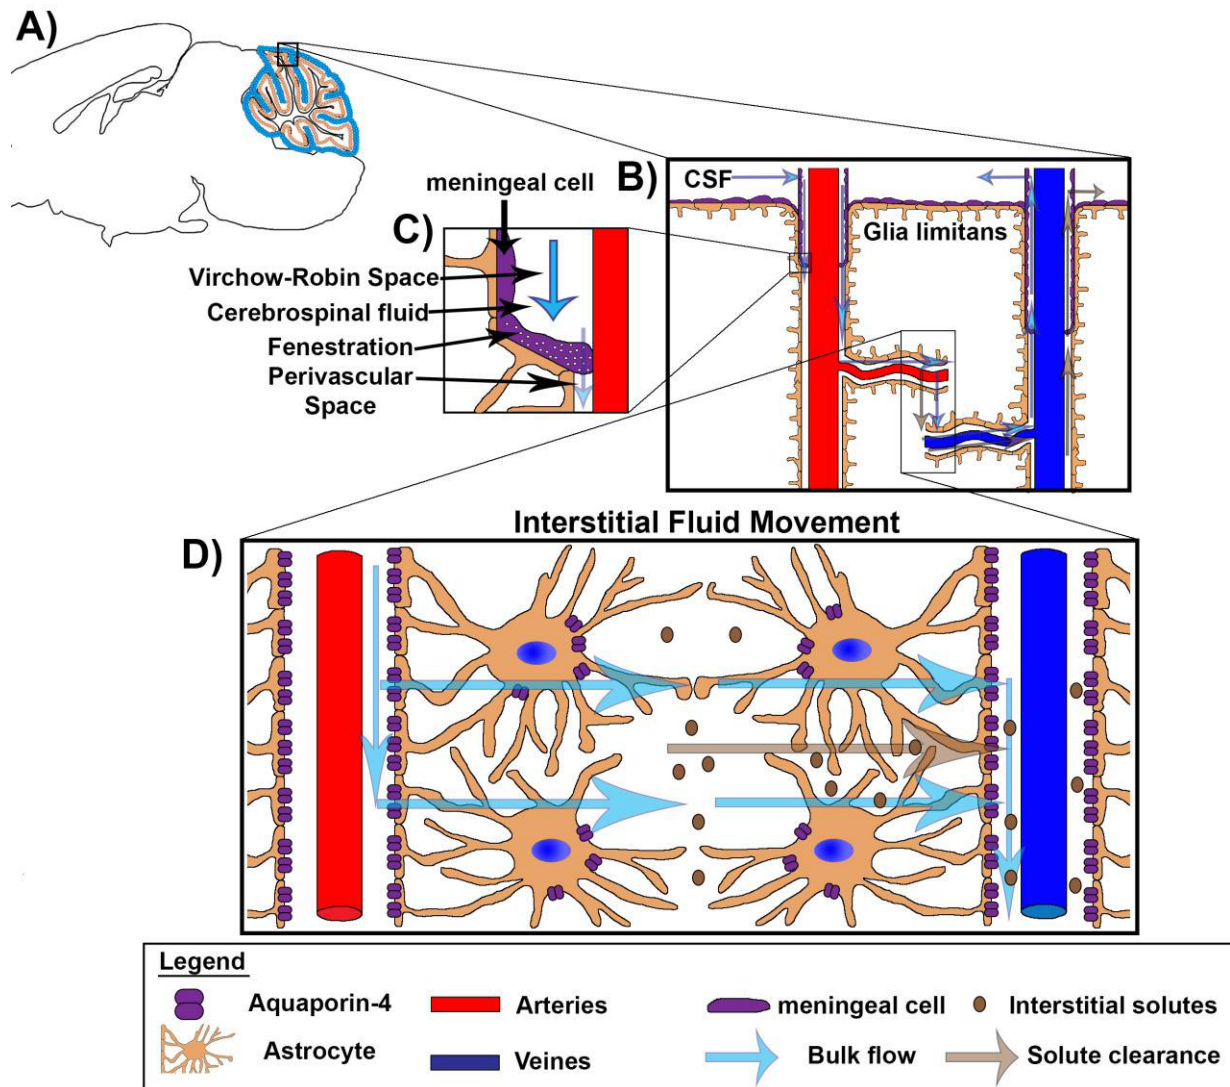 A)
B)
CSF
Glia limitans
meningeal cell
C)
Virchow-Robin Space
Cerebrospinal fluid
Fenestration
Perivascular
Space
Interstitial Fluid Movement
D)
Legend
Aquaporin-4
Arteries
meningeal cell
Interstitial solutes
Astrocyte
Veines
Bulk flow
Solute clearance